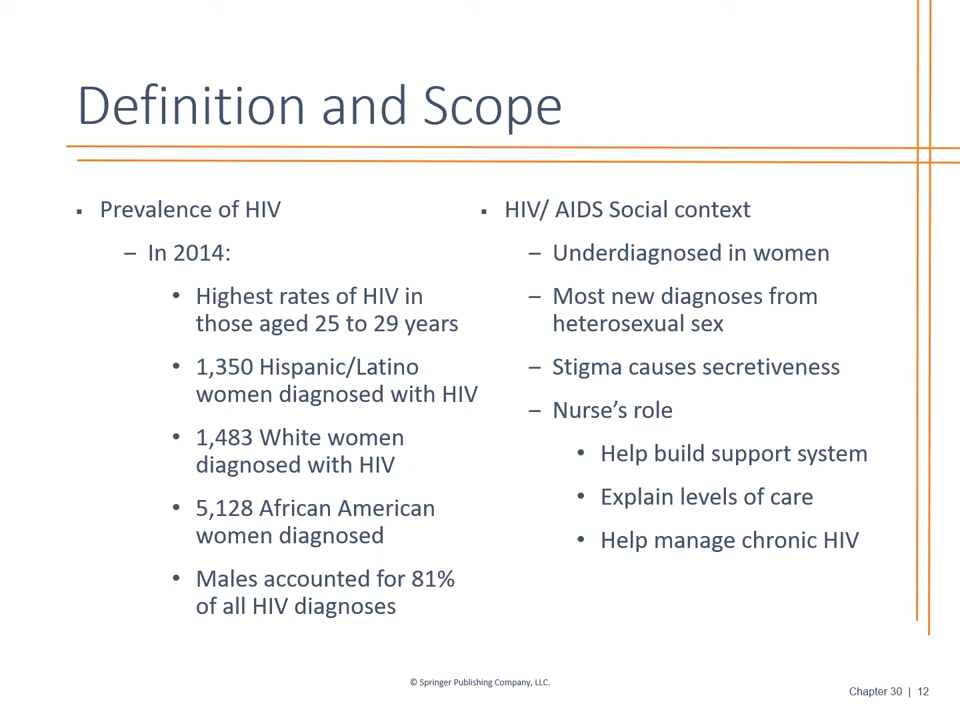 Definition and Scope
▪ Prevalence of HIV
– In 2014:
• Highest rates of HIV in
those aged 25 to 29 years
• 1,350 Hispanic/Latino
women diagnosed with HIV
• 1,483 White women
diagnosed with HIV
• 5,128 African American
women diagnosed
• Males accounted for 81%
of all HIV diagnoses
▪ HIV/ AIDS Social context
– Underdiagnosed in women
– Most new diagnoses from
heterosexual sex
– Stigma causes secretiveness
– Nurse’s role
• Help build support system
• Explain levels of care
• Help manage chronic HIV
© Springer Publishing Company, LLC.
Chapter 30 | 12